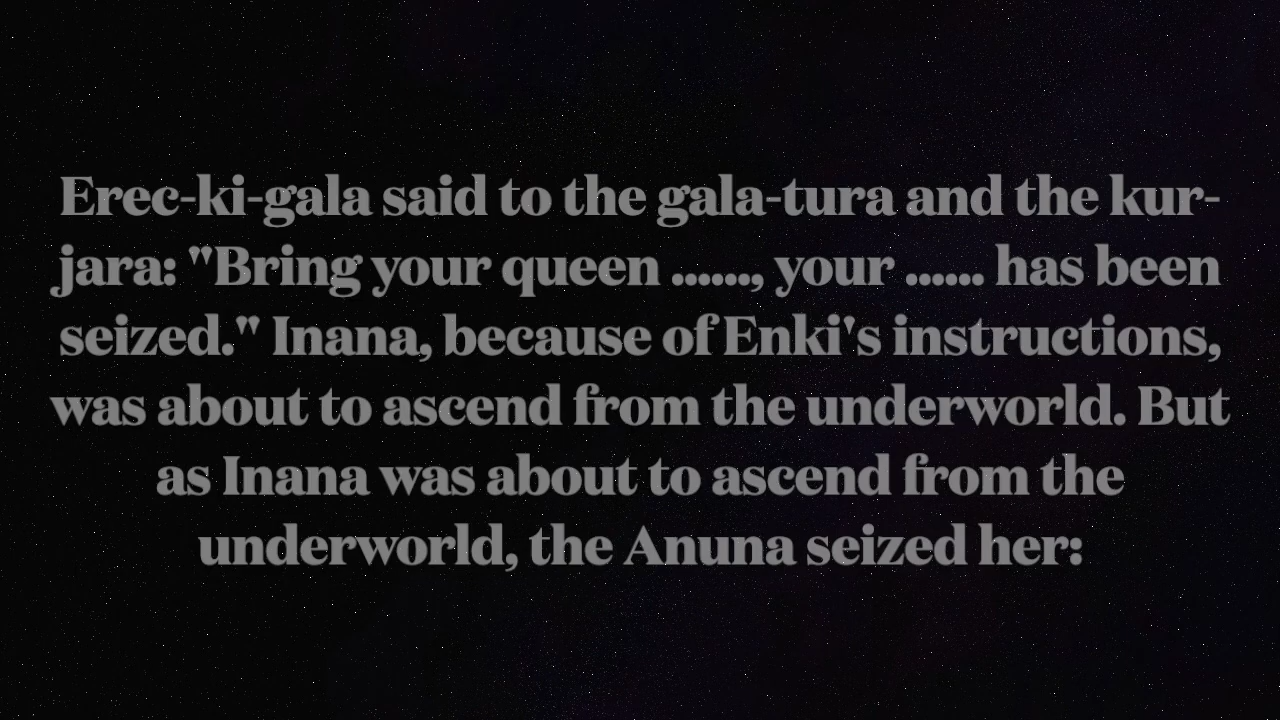 Erec-ki-gala said to the gala-tura and the kur-
jara: "Bring your queen ......., your ...... has been
seized." Inana, because of Enki's instructions,
was about to ascend from the underworld. But
as Inana was about to ascend from the
underworld, the Anuna seized her: